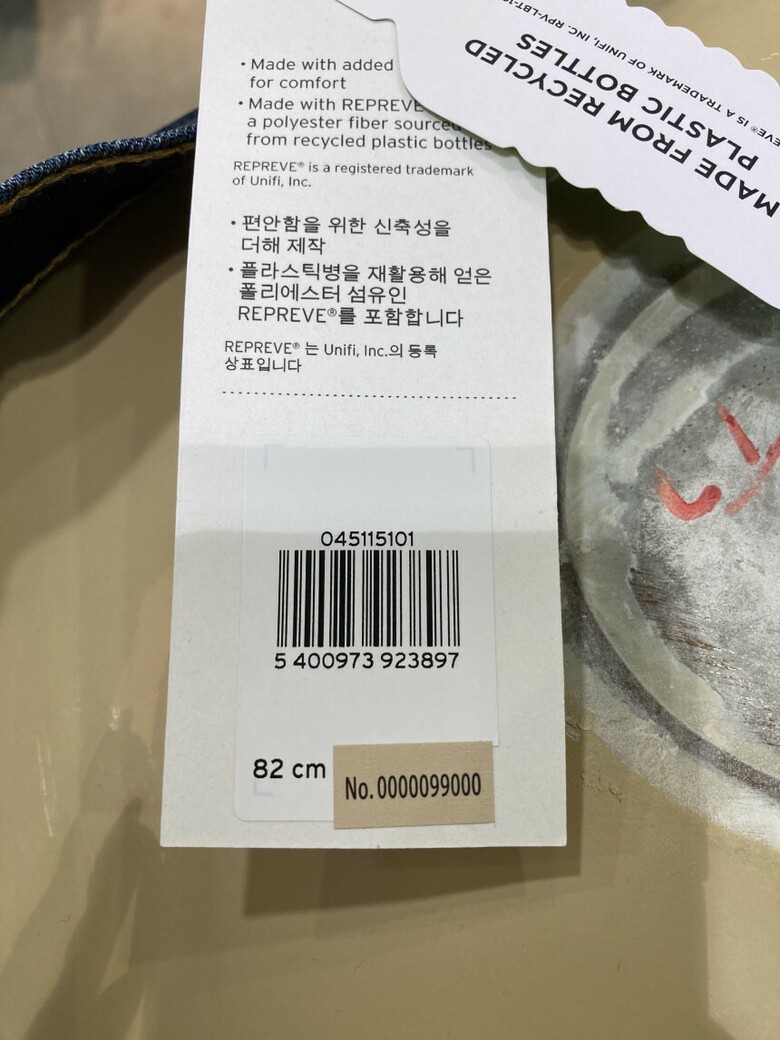 • Made with added
for comfort
• Made with REPREVE
a polyester fiber sourced
from recycled plastic bottles
REPREVE® is a registered trademark
of Unifi, Inc.
• 편안함을 위한 신축성을
더해 제작
• 플라스틱병을 재활용해 얻은
폴리에스터 섬유인
REPREVE®를 포함합니다
REPREVE® 는 Unifi, Inc.의 등록
상표입니다
045115101
5 400973 923897
82 cm
No.0000099000
MADE FROM RECYCLED
PLASTIC BOTTLES
EVE® IS A TRADEMARK OF UNIFI, INC. RPV-LBT-10